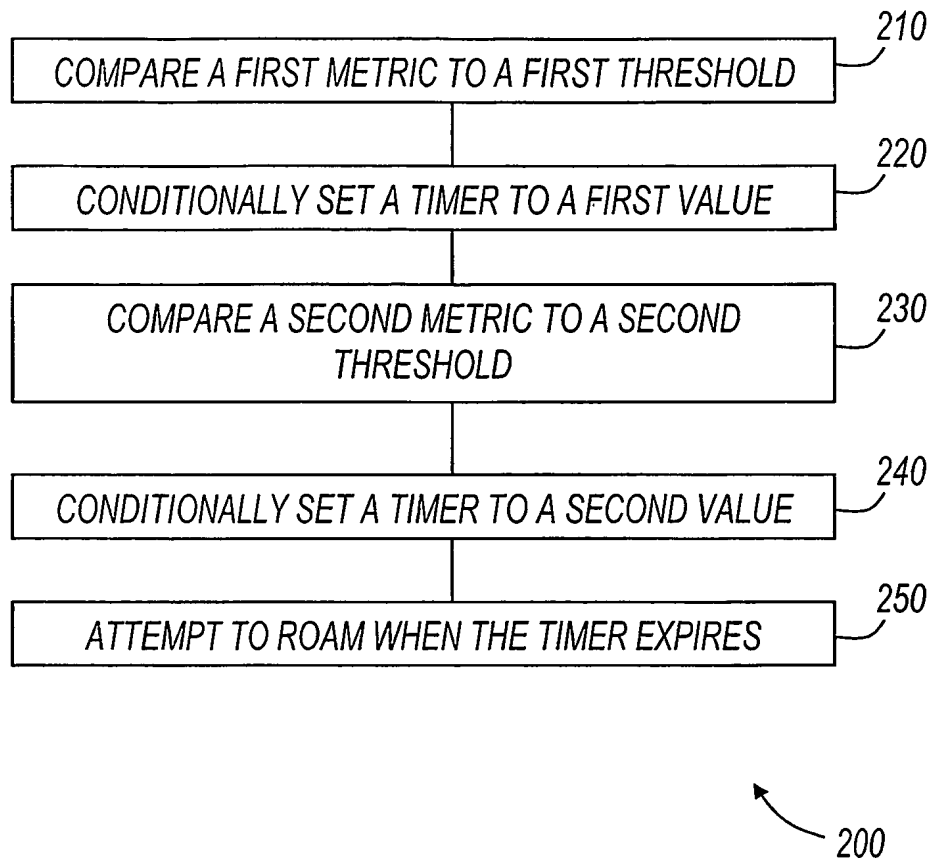 210
COMPARE A FIRST METRIC TO A FIRST THRESHOLD
220
CONDITIONALLY SET A TIMER TO A FIRST VALUE
230
COMPARE A SECOND METRIC TO A SECOND
THRESHOLD
240
CONDITIONALLY SET A TIMER TO A SECOND VALUE
250
ATTEMPT TO ROAM WHEN THE TIMER EXPIRES
200